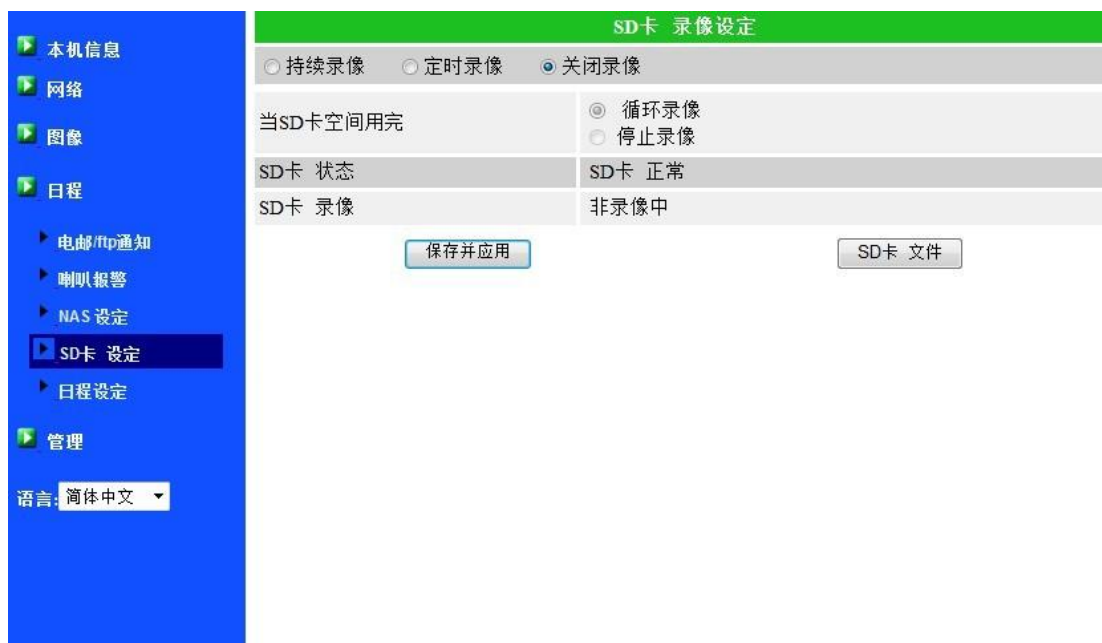 本机信息
网络
图像
日程
电邮/ftp通知
喇叭报警
NAS 设定
SD卡 设定
日程设定
管理
语言: 简体中文
SD卡 录像设定
持续录像 定时录像 关闭录像
当SD卡空间用完
循环录像
停止录像
SD卡 状态 SD卡 正常
SD卡 录像 非录像中
保存并应用 SD卡 文件